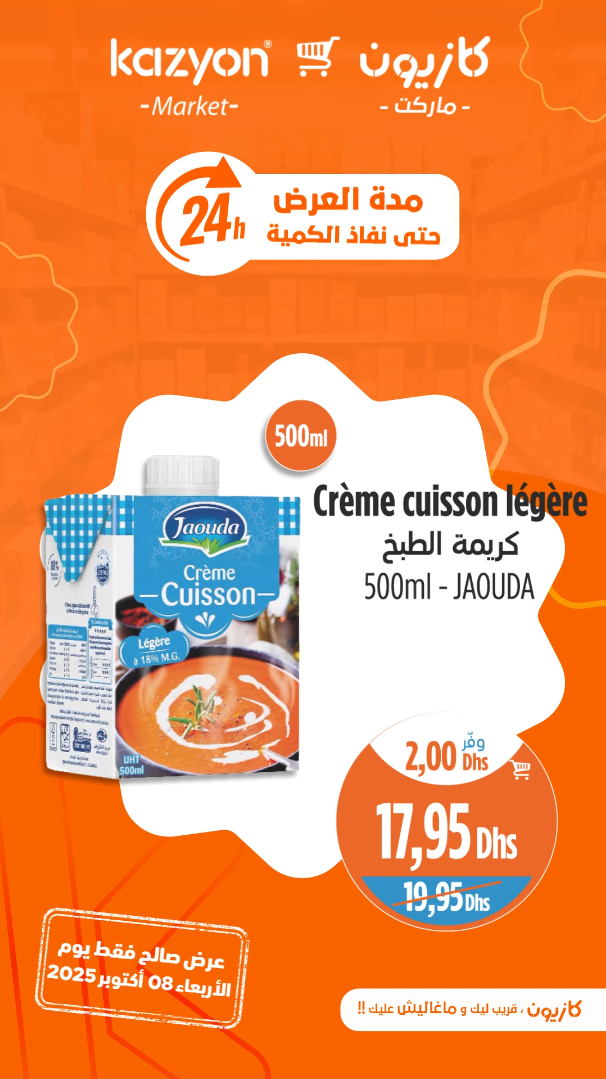 kazyon® كازيون
-Market- - ماركت -
24h
مدة العرض
حتى نفاذ الكمية
500ml
Crème cuisson légère
كريمة الطبخ
500ml - JAOUDA
Jaouda
Crème
Cuisson
Légère
à 18% M.G.
UHT
500ml
وفّر
2,00 Dhs
17,95 Dhs
19,95 Dhs
عرض صالح فقط يوم
الأربعاء 08 أكتوبر 2025
كازيون ، قريب ليك و ماغاليش عليك !!